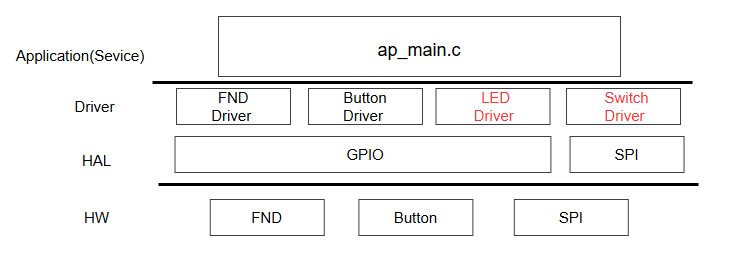 Application(Sevice)
ap_main.c
Driver
FND
Driver
Button
Driver
LED
Driver
Switch
Driver
HAL
GPIO
SPI
HW
FND
Button
SPI